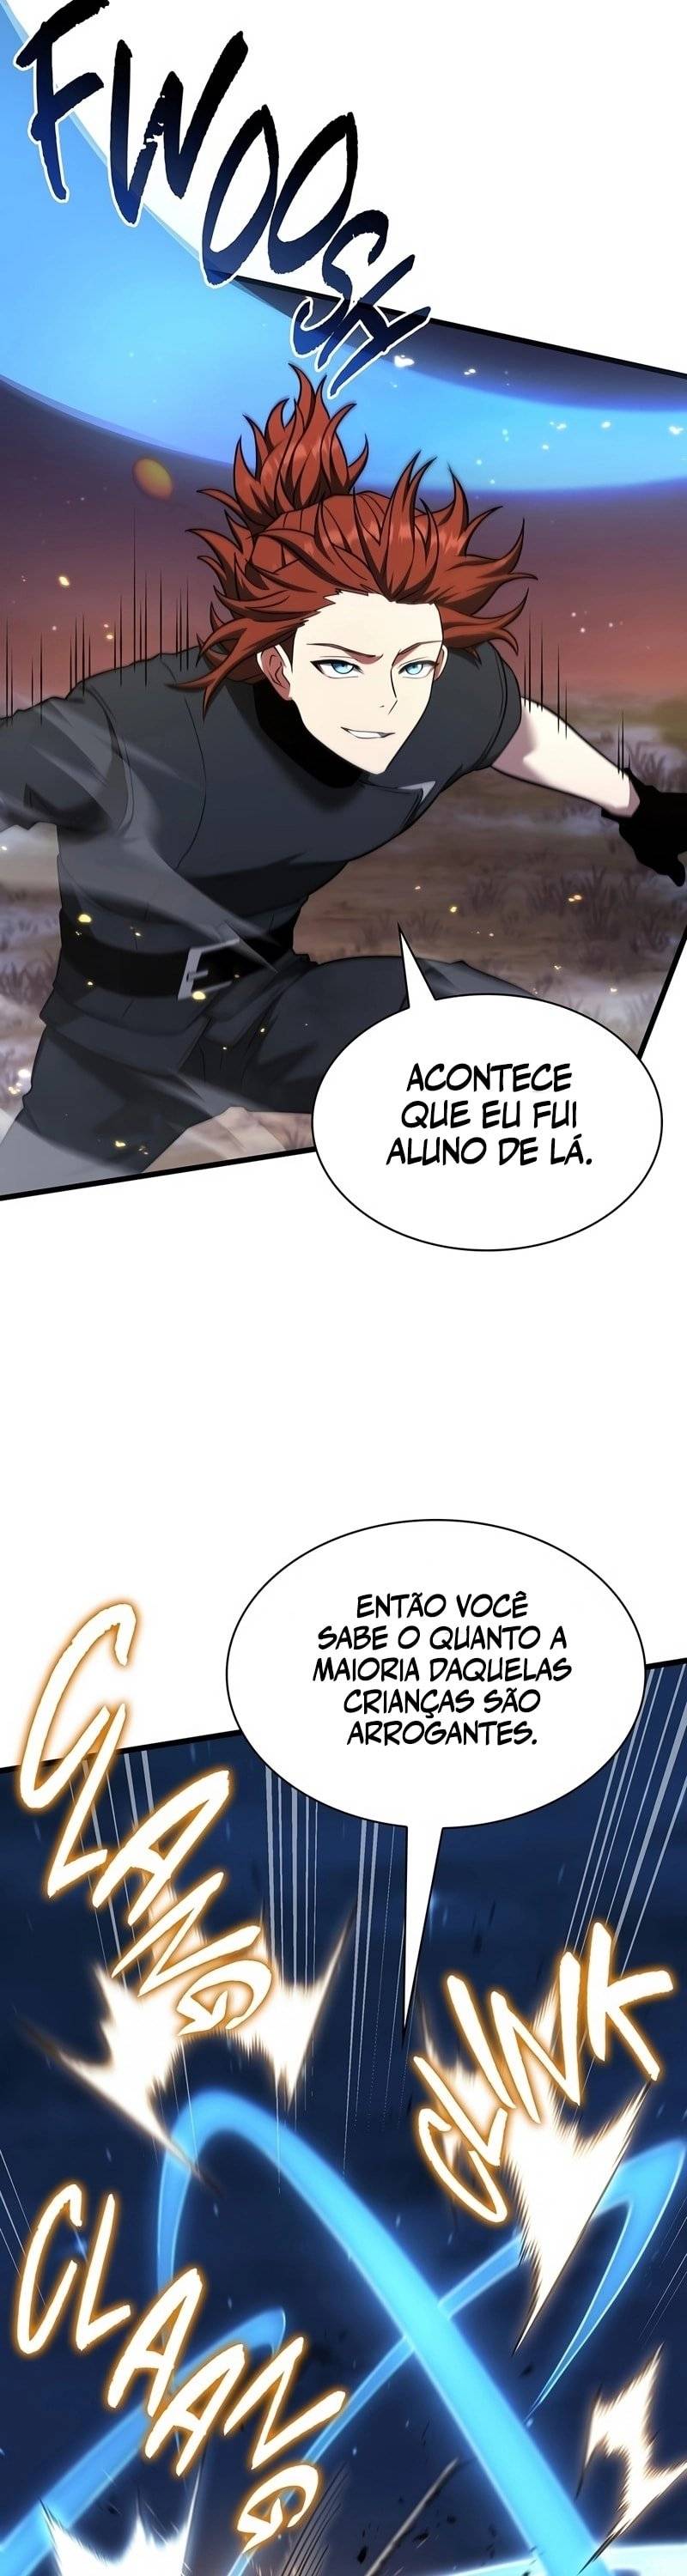 FWOOSH
ACONTECE
QUE EU FUI
ALUNO DE LÁ.
ENTÃO VOCÊ
SABE O QUANTO A
MAIORIA DAQUELAS
CRIANÇAS SÃO
ARROGANTES.
CLANG
CLINK
CLAANG